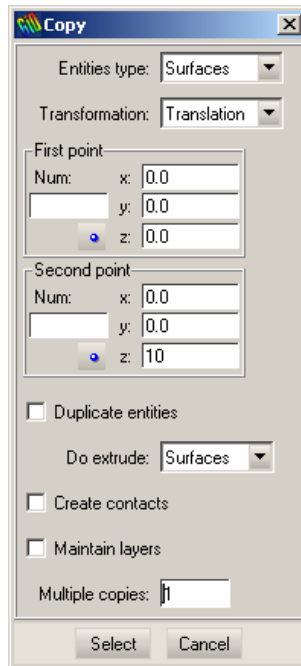 Copy
Entities type: Surfaces
Transformation: Translation
First point
Num: x: 0.0
y: 0.0
z: 0.0
Second point
Num: x: 0.0
y: 0.0
z: 10
Duplicate entities
Do extrude: Surfaces
Create contacts
Maintain layers
Multiple copies: 1
Select Cancel